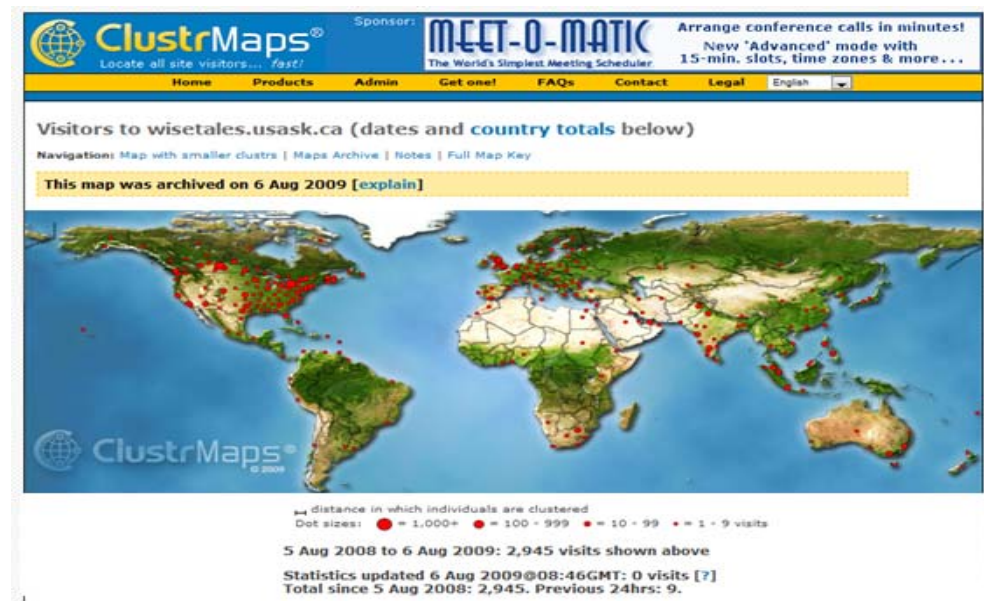 ClustrMaps®
Locate all site visitors... fast!
Sponsor:
MEET-O-MATIC
The World's Simplest Meeting Scheduler
Arrange conference calls in minutes!
New 'Advanced' mode with
15-min. slots, time zones & more...
Home Products Admin Get one! FAQs Contact Legal English
Visitors to wisetales.usask.ca (dates and country totals below)
Navigation: Map with smaller clustrs | Maps Archive | Notes | Full Map Key
This map was archived on 6 Aug 2009 [explain]
ClustrMaps®
© 2009
distance in which individuals are clustered
Dot sizes: = 1,000+ = 100 - 999 = 10 - 99 = 1 - 9 visits
5 Aug 2008 to 6 Aug 2009: 2,945 visits shown above
Statistics updated 6 Aug 2009@08:46GMT: 0 visits [?]
Total since 5 Aug 2008: 2,945. Previous 24hrs: 9.